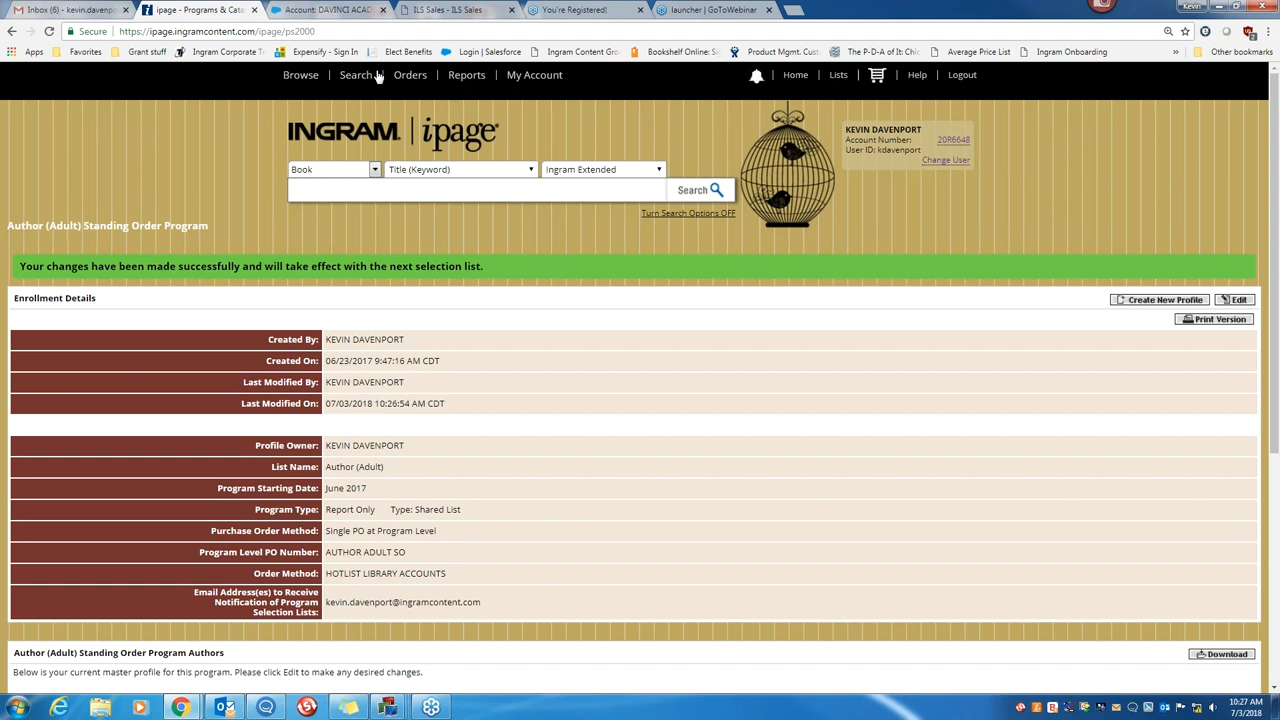 Inbox (6) - kevin.davenpor
ipage - Programs & Cata
Account: DAVINCI ACAD
ILS Sales - ILS Sales
You're Registered!
launcher | GoToWebinar
Kevin
Secure
https://ipage.ingramcontent.com/ipage/ps2000
Apps
Favorites
Grant stuff
Ingram Corporate T
Expensify - Sign In
Elect Benefits
Login | Salesforce
Ingram Content Gro
Bookshelf Online: S
Product Mgmt. Cult
The P-D-A of It: Chi
Average Price List
Ingram Onboarding
Other bookmarks
Browse | Search | Orders | Reports | My Account
Home | Lists | Help | Logout
INGRAM | ipage
KEVIN DAVENPORT
Account Number: 20R6648
User ID: kdavenport
Change User
Book
Title (Keyword)
Ingram Extended
Search
Turn Search Options OFF
Author (Adult) Standing Order Program
Your changes have been made successfully and will take effect with the next selection list.
Enrollment Details
Create New Profile
Edit
Print Version
Created By: KEVIN DAVENPORT
Created On: 06/23/2017 9:47:16 AM CDT
Last Modified By: KEVIN DAVENPORT
Last Modified On: 07/03/2018 10:26:54 AM CDT
Profile Owner: KEVIN DAVENPORT
List Name: Author (Adult)
Program Starting Date: June 2017
Program Type: Report Only Type: Shared List
Purchase Order Method: Single PO at Program Level
Program Level PO Number: AUTHOR ADULT SO
Order Method: HOTLIST LIBRARY ACCOUNTS
Email Address(es) to Receive
Notification of Program
Selection Lists: kevin.davenport@ingramcontent.com
Author (Adult) Standing Order Program Authors
Download
Below is your current master profile for this program. Please click Edit to make any desired changes.
10:27 AM
7/3/2018